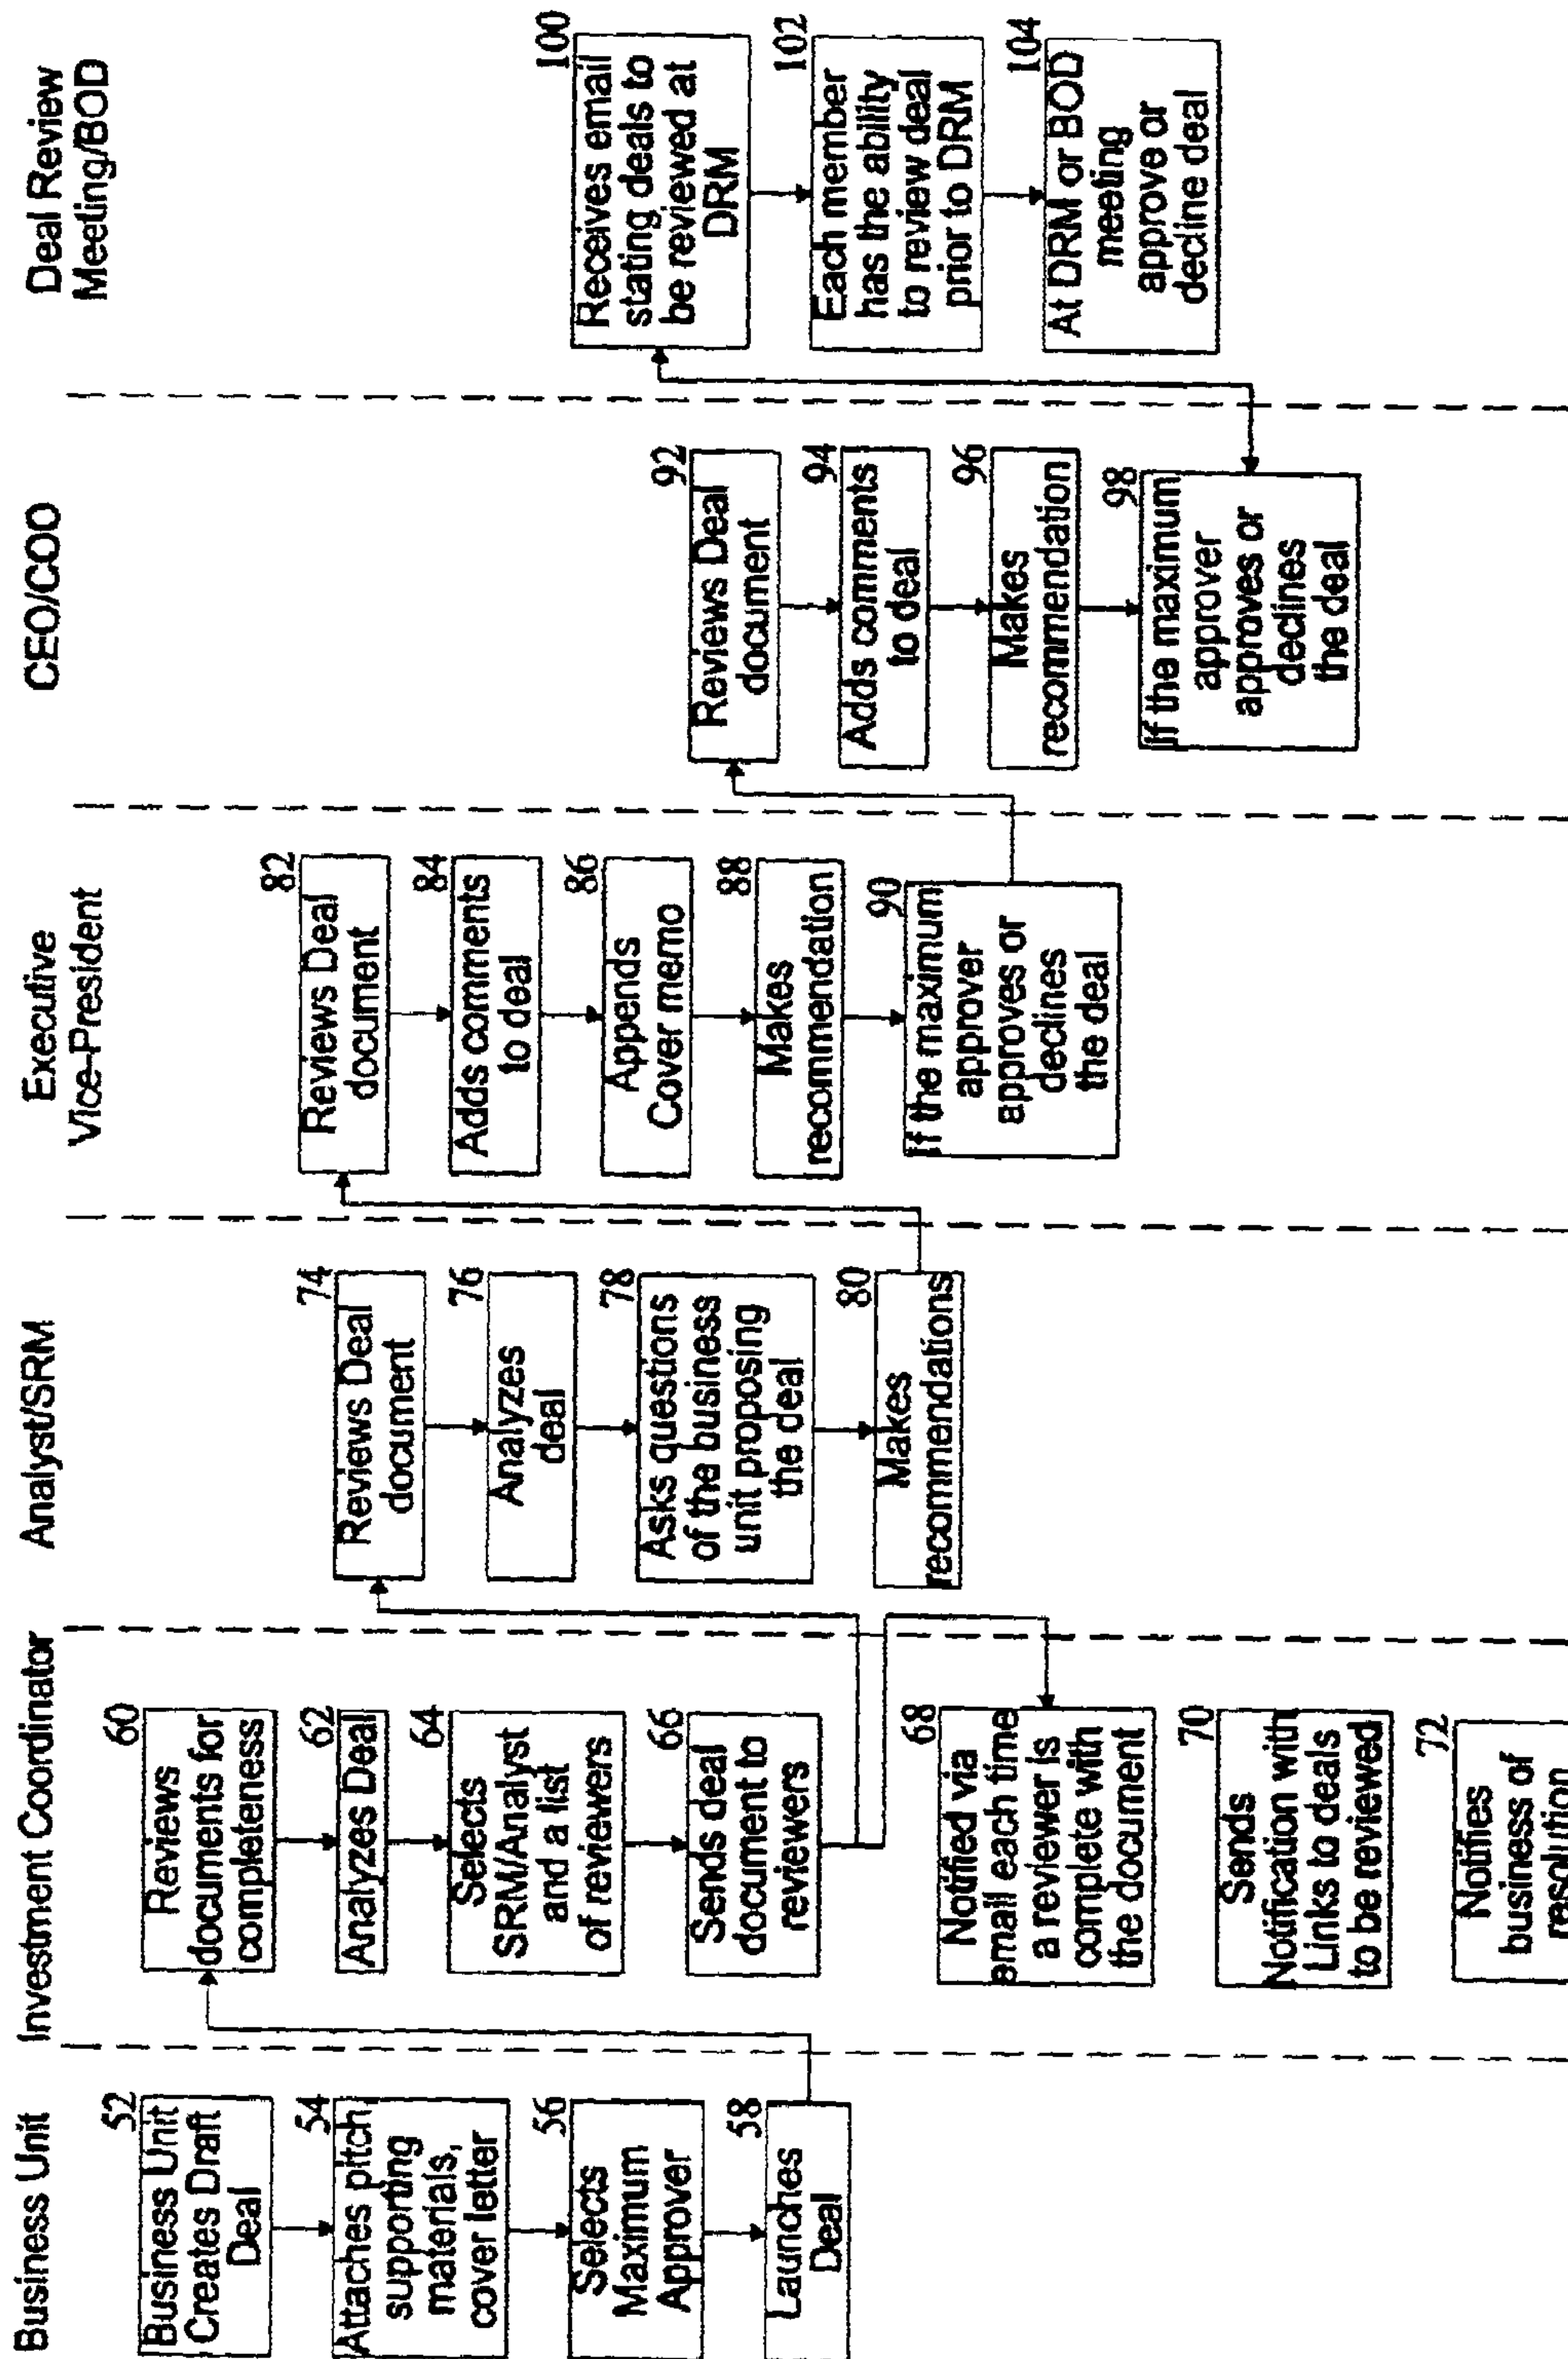 Business Unit
52
Business Unit
Creates Draft
Deal
54
Attaches pitch
supporting
materials,
cover letter
56
Selects
Maximum
Approver
58
Launches
Deal
Investment Coordinator
60
Reviews
documents for
completeness
62
Analyzes Deal
64
Selects
SRM/Analyst
and a list
of reviewers
66
Sends deal
document to
reviewers
68
Notified via
email each time
a reviewer is
complete with
the document
70
Sends
Notification with
Links to deals
to be reviewed
72
Notifies
business of
resolution
Analyst/SRM
74
Reviews Deal
document
76
Analyzes
deal
78
Asks questions
of the business
unit proposing
the deal
80
Makes
recommendations
Executive
Vice-President
82
Reviews Deal
document
84
Adds comments
to deal
86
Appends
Cover memo
88
Makes
recommendation
90
if the maximum
approver
approves or
declines
the deal
CEO/COO
92
Reviews Deal
document
94
Adds comments
to deal
96
Makes
recommendation
98
if the maximum
approver
approves or
declines
the deal
Deal Review
Meeting/BOD
100
Receives email
stating deals to
be reviewed at
DRM
102
Each member
has the ability
to review deal
prior to DRM
104
At DRM or BOD
meeting
approve or
decline deal